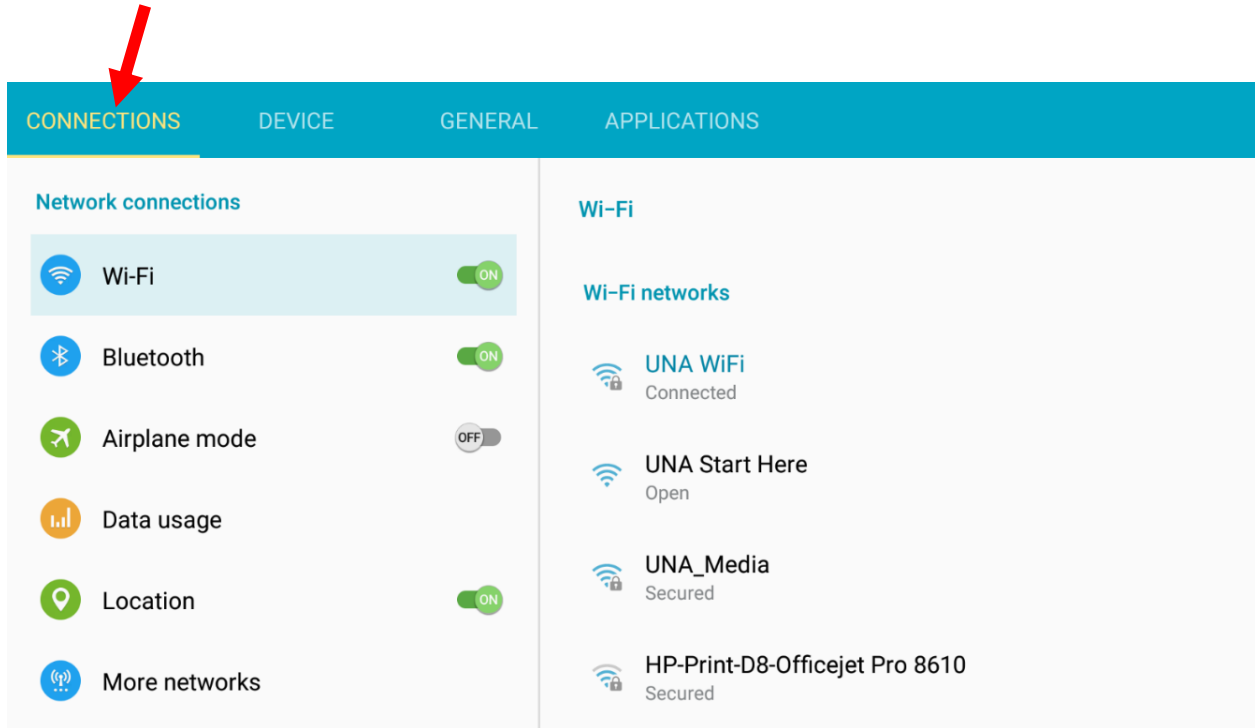 CONNECTIONS DEVICE GENERAL APPLICATIONS
Network connections
Wi-Fi ON
Bluetooth ON
Airplane mode OFF
Data usage
Location ON
More networks
Wi-Fi
Wi-Fi networks
UNA WiFi
Connected
UNA Start Here
Open
UNA_Media
Secured
HP-Print-D8-Officejet Pro 8610
Secured